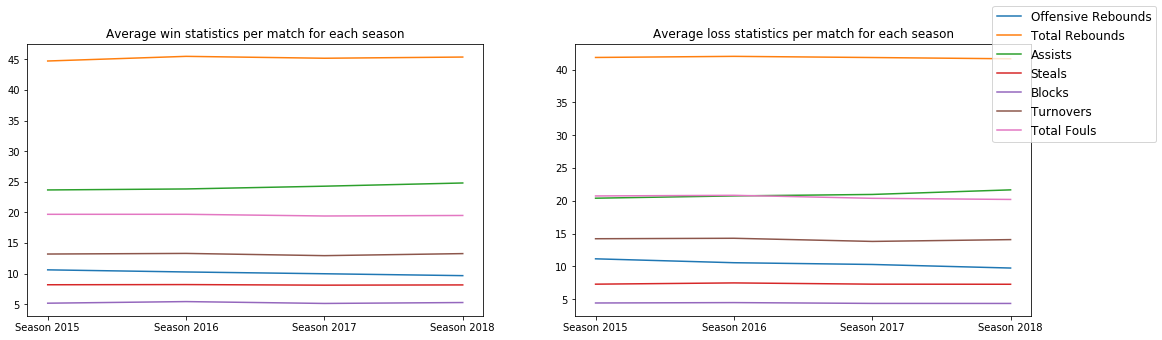 Average win statistics per match for each season
45
40
35
30
25
20
15
10
5
Season 2015 Season 2016 Season 2017 Season 2018
Average loss statistics per match for each season
40
35
30
25
20
15
10
5
Season 2015 Season 2016 Season 2017 Season 2018
Offensive Rebounds
Total Rebounds
Assists
Steals
Blocks
Turnovers
Total Fouls